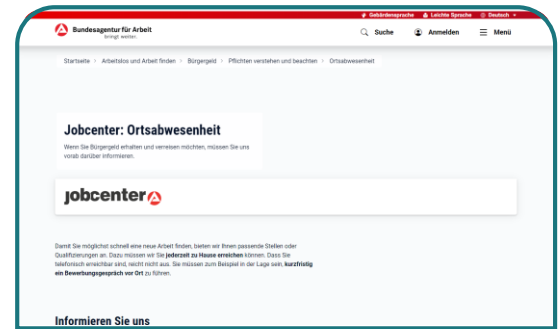 Gebärdensprache Leichte Sprache Deutsch
Bundesagentur für Arbeit
bringt weiter.
Suche Anmelden Menü
Startseite > Arbeitslos und Arbeit finden > Bürgergeld > Pflichten verstehen und beachten > Ortsabwesenheit
Jobcenter: Ortsabwesenheit
Wenn Sie Bürgergeld erhalten und verreisen möchten, müssen Sie uns
vorab darüber informieren.
jobcenter
Damit Sie möglichst schnell eine neue Arbeit finden, bieten wir Ihnen passende Stellen oder
Qualifizierungen an. Dazu müssen wir Sie jederzeit zu Hause erreichen können. Dass Sie
telefonisch erreichbar sind, reicht nicht aus. Sie müssen zum Beispiel in der Lage sein, kurzfristig
ein Bewerbungsgespräch vor Ort zu führen.
Informieren Sie uns